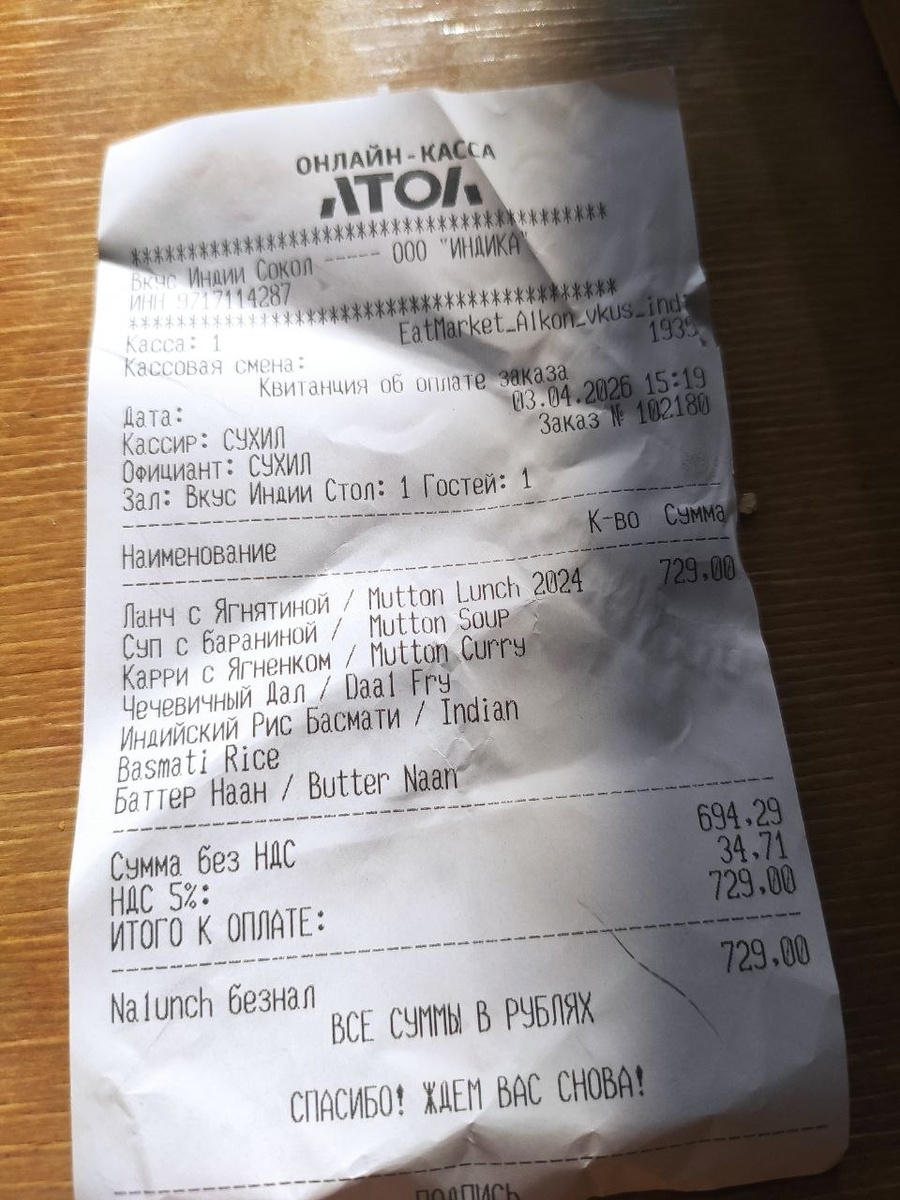 ОНЛАЙН-КАССА
АТОЛ
****************************************
Вкус Индии Сокол ----- ООО "ИНДИКА"
ИНН 9717114287
****************************************
Касса: 1 EatMarket_Alkon_vkus_ind
Кассовая смена: 1935
Квитанция об оплате заказа
Дата: 03.04.2026 15:19
Кассир: СУХИЛ Заказ № 102180
Официант: СУХИЛ
Зал: Вкус Индии Стол: 1 Гостей: 1
Наименование К-во Сумма
Ланч с Ягнятиной / Mutton Lunch 2024 729.00
Суп с бараниной / Mutton Soup
Карри с Ягненком / Mutton Curry
Чечевичный Дал / Daal Fry
Индийский Рис Басмати / Indian
Basmati Rice
Баттер Наан / Butter Naan
Сумма без НДС 694.29
НДС 5%: 34.71
ИТОГО К ОПЛАТЕ: 729.00
Nalunch безнал 729.00
ВСЕ СУММЫ В РУБЛЯХ
СПАСИБО! ЖДЕМ ВАС СНОВА!
ПОДПИСЬ